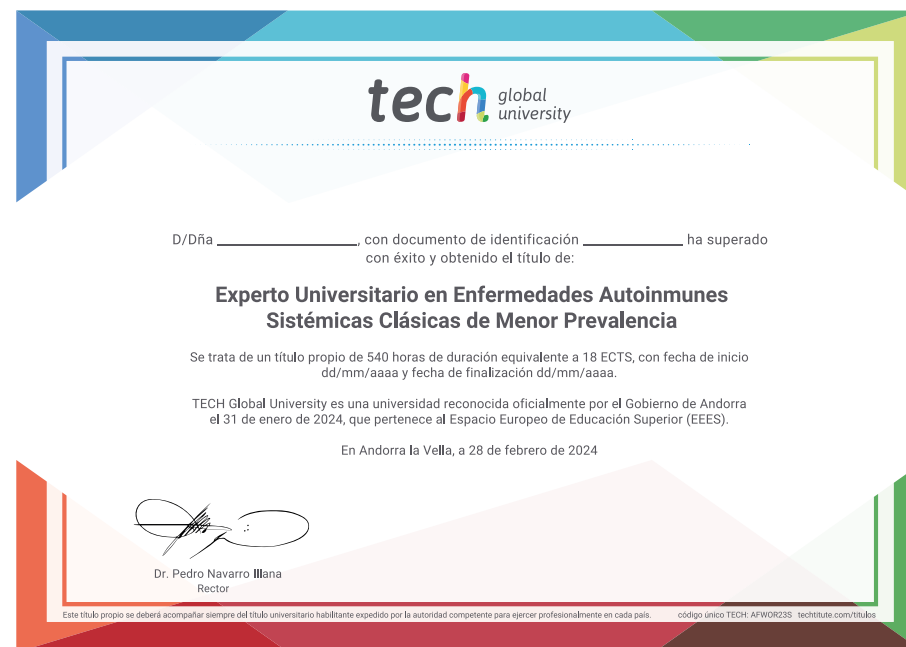 tech global university
D/Dña ____________________, con documento de identificación ______________ ha superado
con éxito y obtenido el título de:
Experto Universitario en Enfermedades Autoinmunes
Sistémicas Clásicas de Menor Prevalencia
Se trata de un título propio de 540 horas de duración equivalente a 18 ECTS, con fecha de inicio
dd/mm/aaaa y fecha de finalización dd/mm/aaaa.
TECH Global University es una universidad reconocida oficialmente por el Gobierno de Andorra
el 31 de enero de 2024, que pertenece al Espacio Europeo de Educación Superior (EEES).
En Andorra la Vella, a 28 de febrero de 2024
Dr. Pedro Navarro Illana
Rector
Este título propio se deberá acompañar siempre del título universitario habilitante expedido por la autoridad competente para ejercer profesionalmente en cada país. código único TECH: AFWOR23S techtitute.com/titulos